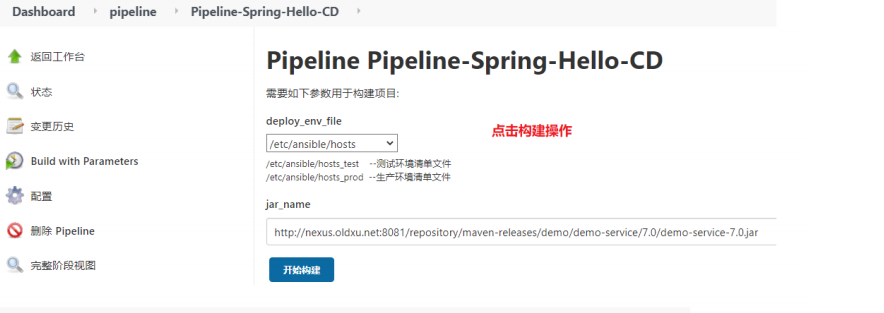 Dashboard pipeline Pipeline-Spring-Hello-CD
返回工作台
状态
变更历史
Build with Parameters
配置
删除 Pipeline
完整阶段视图
Pipeline Pipeline-Spring-Hello-CD
需要如下参数用于构建项目:
deploy_env_file
点击构建操作
/etc/ansible/hosts
/etc/ansible/hosts_test --测试环境清单文件
/etc/ansible/hosts_prod --生产环境清单文件
jar_name
http://nexus.oldxu.net:8081/repository/maven-releases/demo/demo-service/7.0/demo-service-7.0.jar
开始构建